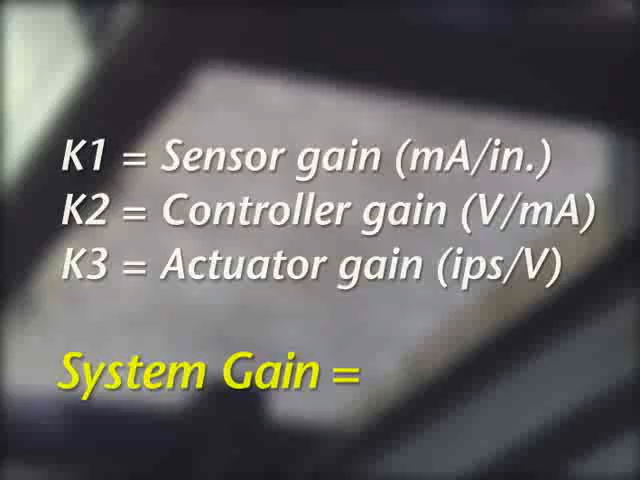 K1 = Sensor gain (mA/in.)
K2 = Controller gain (V/mA)
K3 = Actuator gain (ips/V)
System Gain =